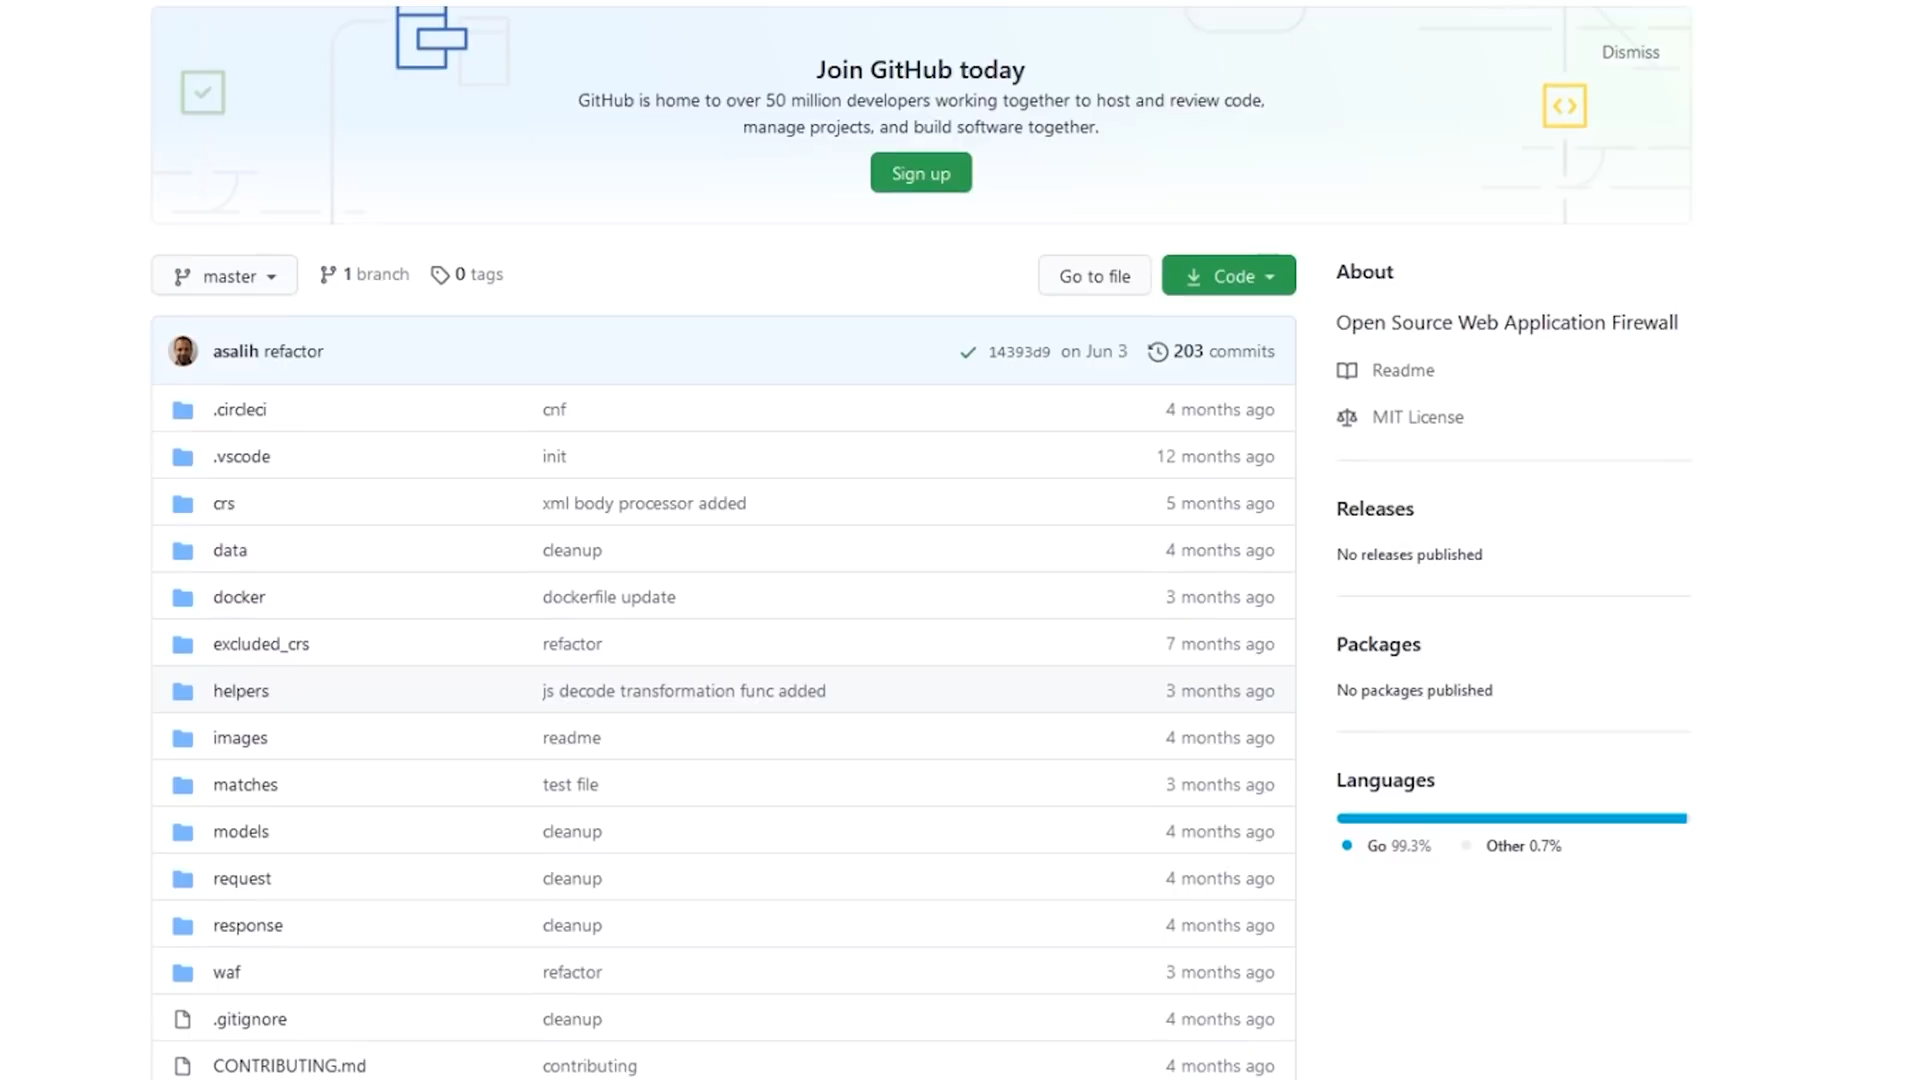 Join GitHub today
Dismiss
GitHub is home to over 50 million developers working together to host and review code,
manage projects, and build software together.
Sign up
master 1 branch 0 tags Go to file Code
asalih refactor 14393d9 on Jun 3 203 commits
.circleci cnf 4 months ago
.vscode init 12 months ago
crs xml body processor added 5 months ago
data cleanup 4 months ago
docker dockerfile update 3 months ago
excluded_crs refactor 7 months ago
helpers js decode transformation func added 3 months ago
images readme 4 months ago
matches test file 3 months ago
models cleanup 4 months ago
request cleanup 4 months ago
response cleanup 4 months ago
waf refactor 3 months ago
.gitignore cleanup 4 months ago
CONTRIBUTING.md contributing 4 months ago
About
Open Source Web Application Firewall
Readme
MIT License
Releases
No releases published
Packages
No packages published
Languages
Go 99.3% Other 0.7%